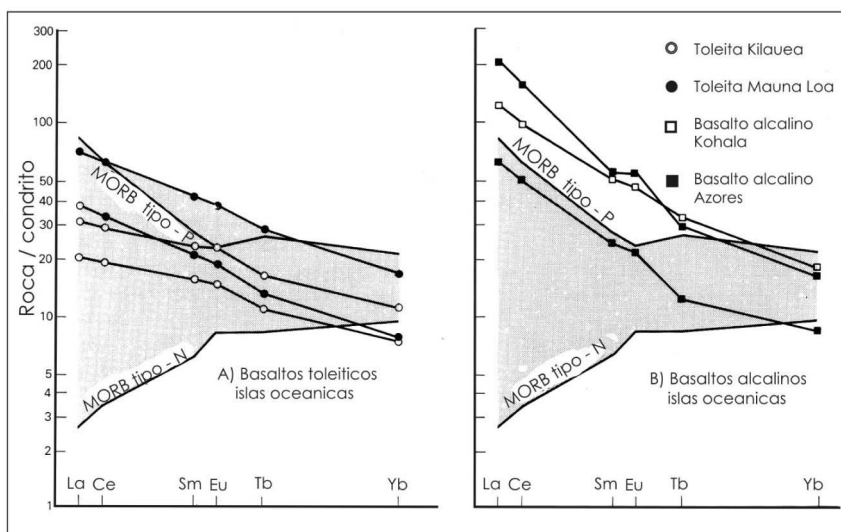 300
200
100
50
40
30
20
10
5
4
3
2
1
Roca / condrito
MORB tipo - P
MORB tipo - N
A) Basaltos toleiticos
islas oceanicas
La Ce Sm Eu Tb Yb
Toleita Kilauea
Toleita Mauna Loa
Basalto alcalino
Kohala
Basalto alcalino
Azores
MORB tipo - P
MORB tipo - N
B) Basaltos alcalinos
islas oceanicas
La Ce Sm Eu Tb Yb